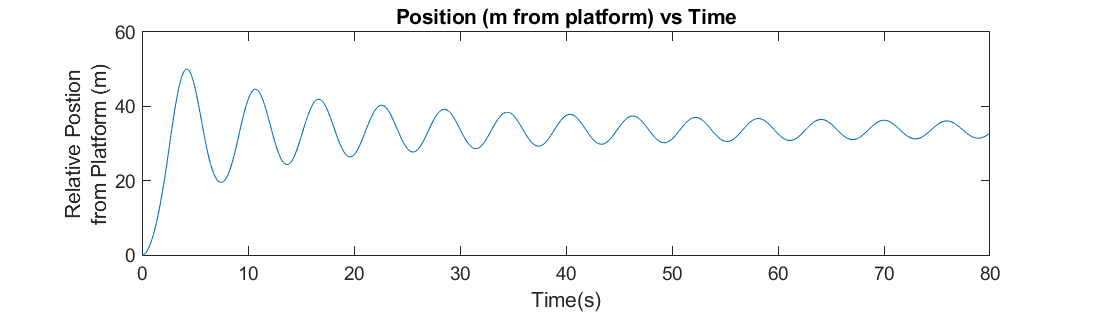 Position (m from platform) vs Time
Relative Postion
from Platform (m)
60
40
20
0
0 10 20 30 40 50 60 70 80
Time(s)